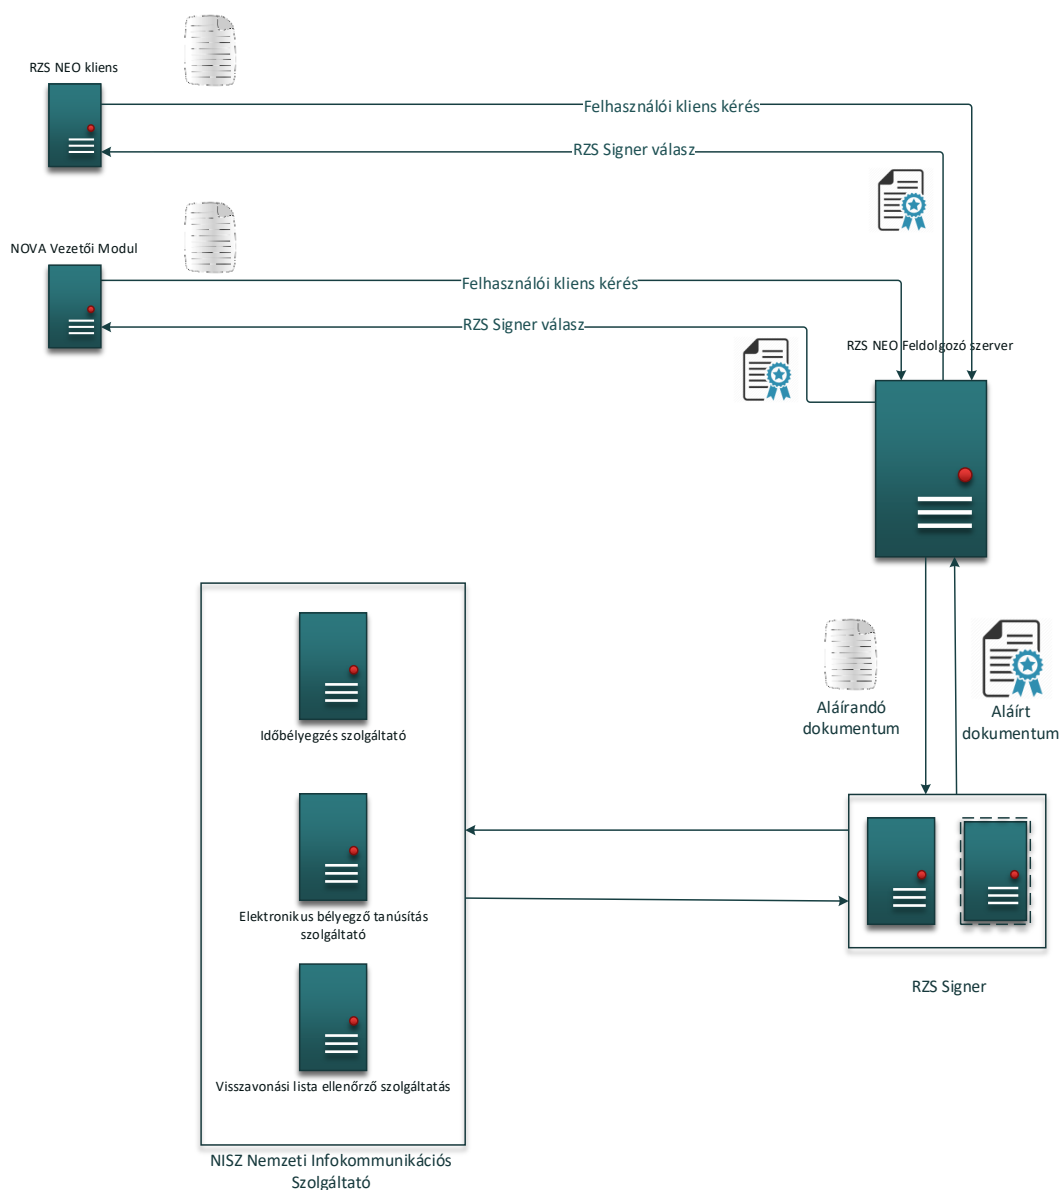 RZS NEO kliens
Felhasználói kliens kérés
RZS Signer válasz
NOVA Vezetői Modul
Felhasználói kliens kérés
RZS Signer válasz
RZS NEO Feldolgozó szerver
Aláírandó
dokumentum
Aláírt
dokumentum
Időbélyegzés szolgáltató
Elektronikus bélyegző tanúsítás
szolgáltató
Visszavonási lista ellenőrző szolgáltatás
RZS Signer
NISZ Nemzeti Infokommunikációs
Szolgáltató